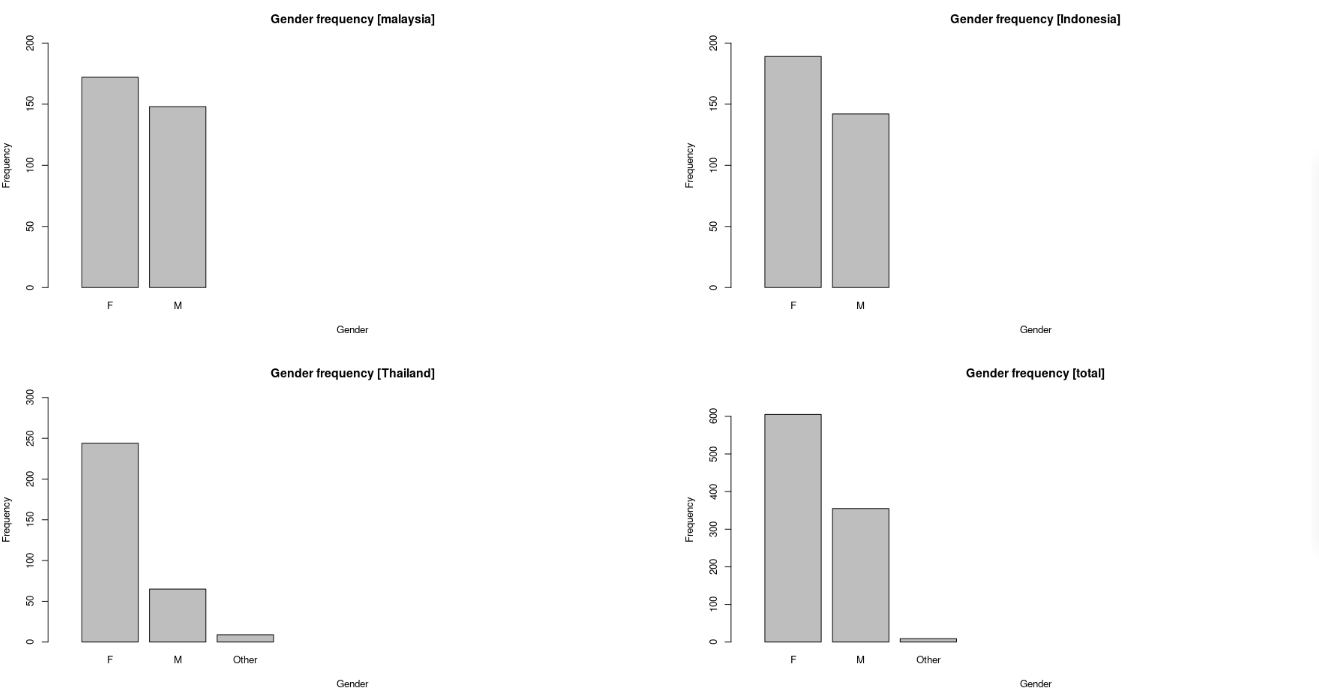 Gender frequency [malaysia]
200
150
100
50
0
Frequency
F M
Gender
Gender frequency [Indonesia]
200
150
100
50
0
Frequency
F M
Gender
Gender frequency [Thailand]
300
250
200
150
100
50
0
Frequency
F M Other
Gender
Gender frequency [total]
600
500
400
300
200
100
0
Frequency
F M Other
Gender